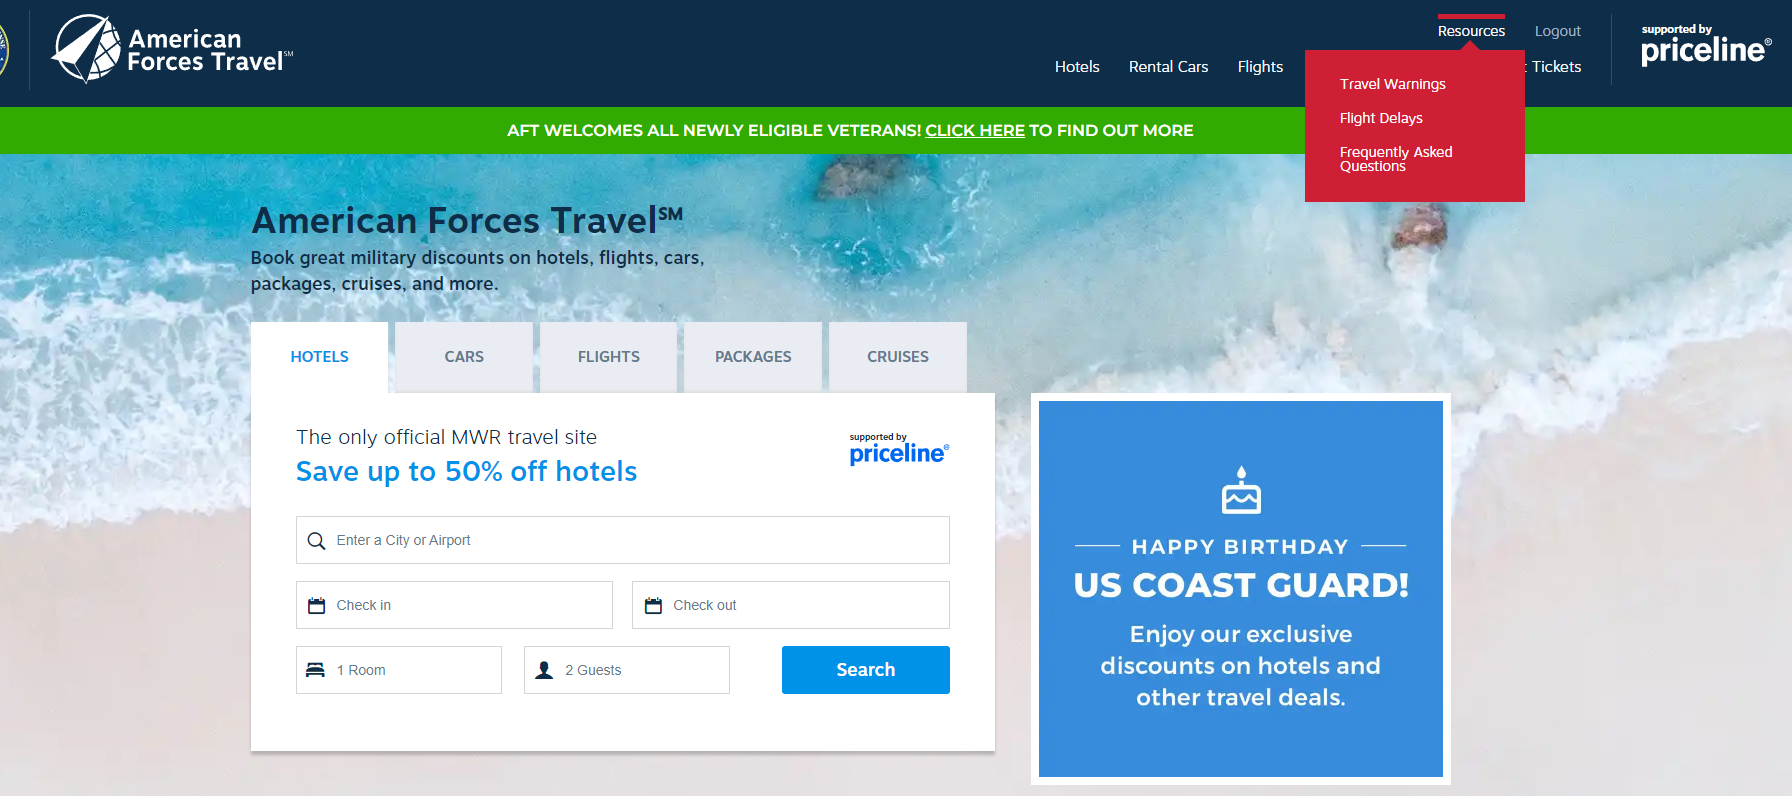 American
Forces Travel℠
Resources
Logout
supported by
priceline®
Hotels
Rental Cars
Flights
Tickets
Travel Warnings
Flight Delays
Frequently Asked
Questions
AFT WELCOMES ALL NEWLY ELIGIBLE VETERANS! CLICK HERE TO FIND OUT MORE
American Forces Travel℠
Book great military discounts on hotels, flights, cars,
packages, cruises, and more.
HOTELS
CARS
FLIGHTS
PACKAGES
CRUISES
The only official MWR travel site
Save up to 50% off hotels
supported by
priceline®
Enter a City or Airport
Check in
Check out
1 Room
2 Guests
Search
HAPPY BIRTHDAY
US COAST GUARD!
Enjoy our exclusive
discounts on hotels and
other travel deals.